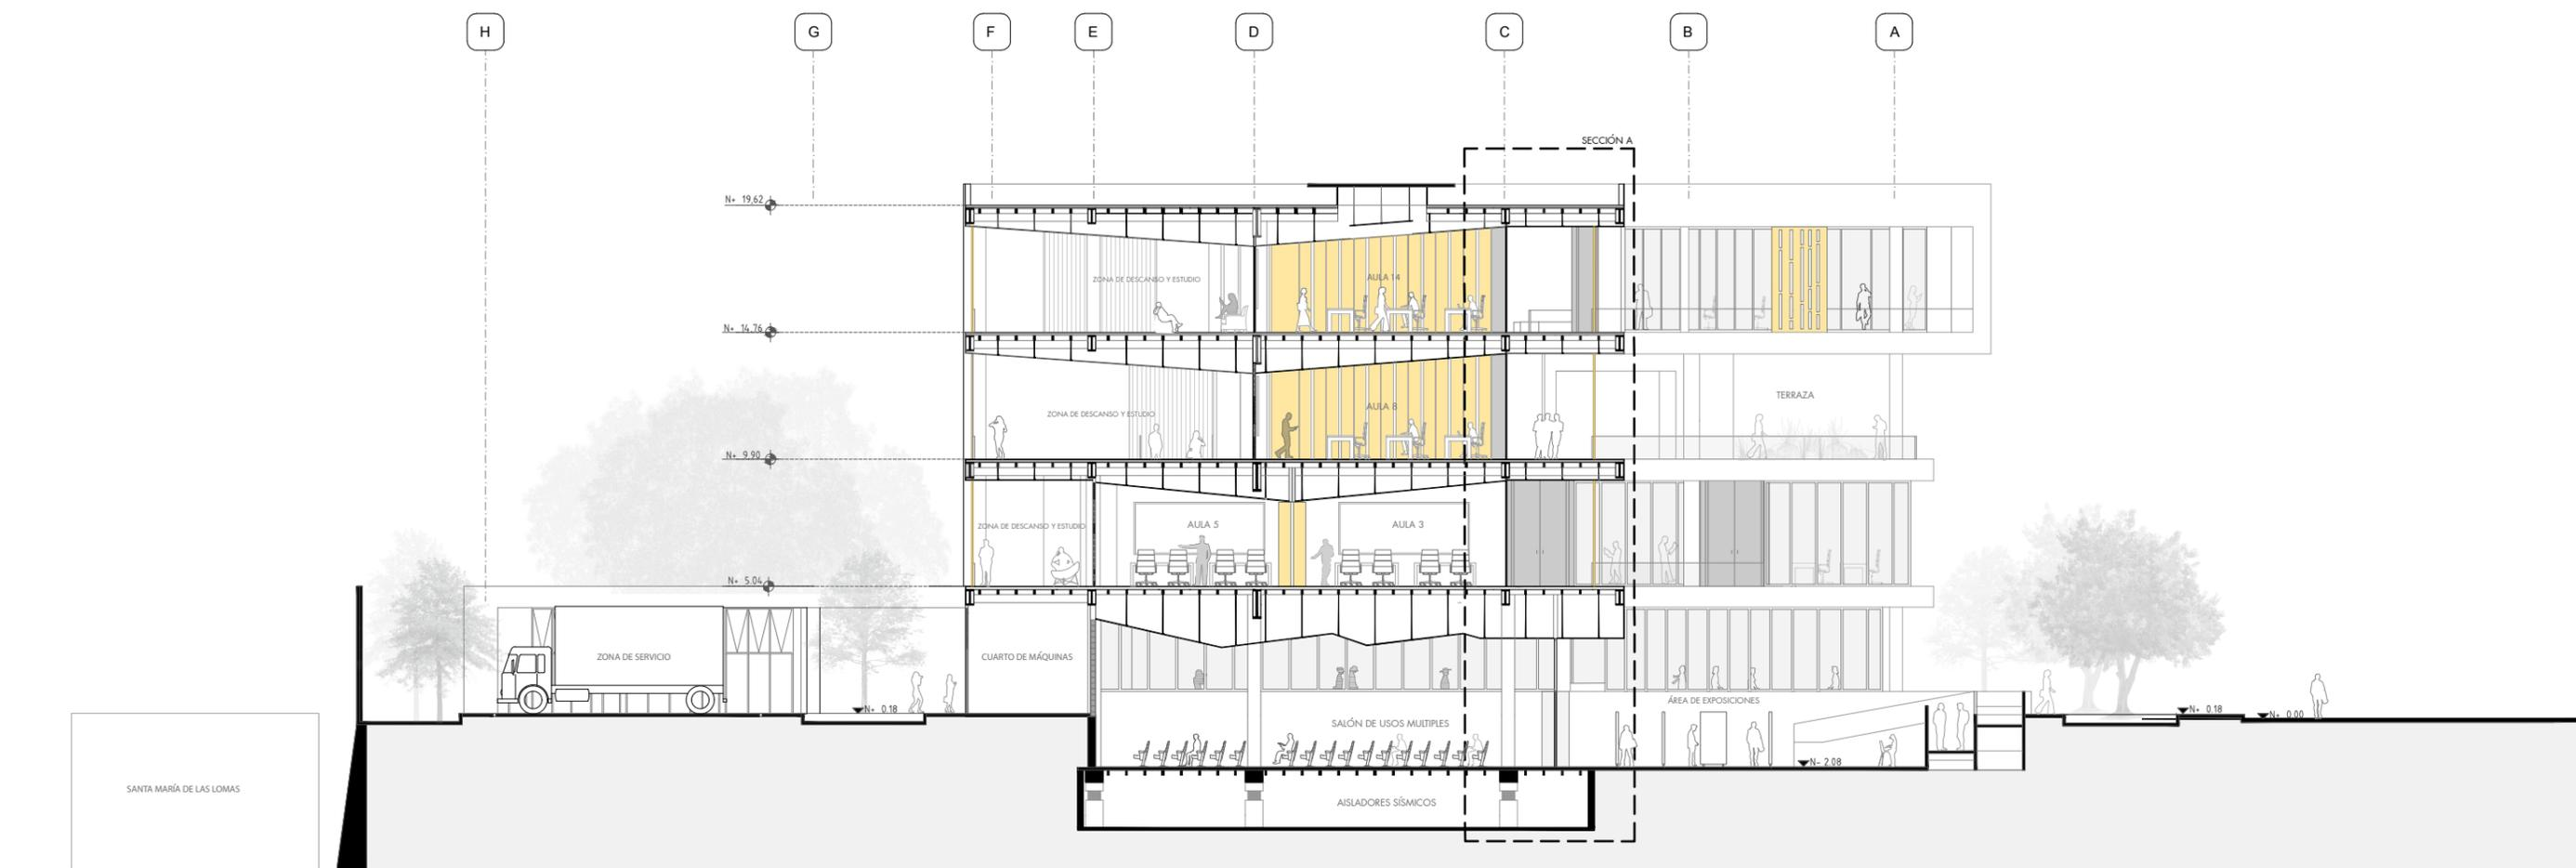 H
G
F
E
D
C
B
A
SECCIÓN A
N+ 19,62
ZONA DE DESCANSO Y ESTUDIO
AULA 14
N+ 14.76
TERRAZA
AULA 8
ZONA DE DESCANSO Y ESTUDIO
N+ 9.90
ZONA DE DESCANSO Y ESTUDIO
AULA 5
AULA 3
N+ 5.04
ZONA DE SERVICIO
CUARTO DE MÁQUINAS
ÁREA DE EXPOSICIONES
N+ 0.18
N+ 0.18
N+ 0.00
SALÓN DE USOS MULTIPLES
N- 2.08
SANTA MARÍA DE LAS LOMAS
AISLADORES SÍSMICOS